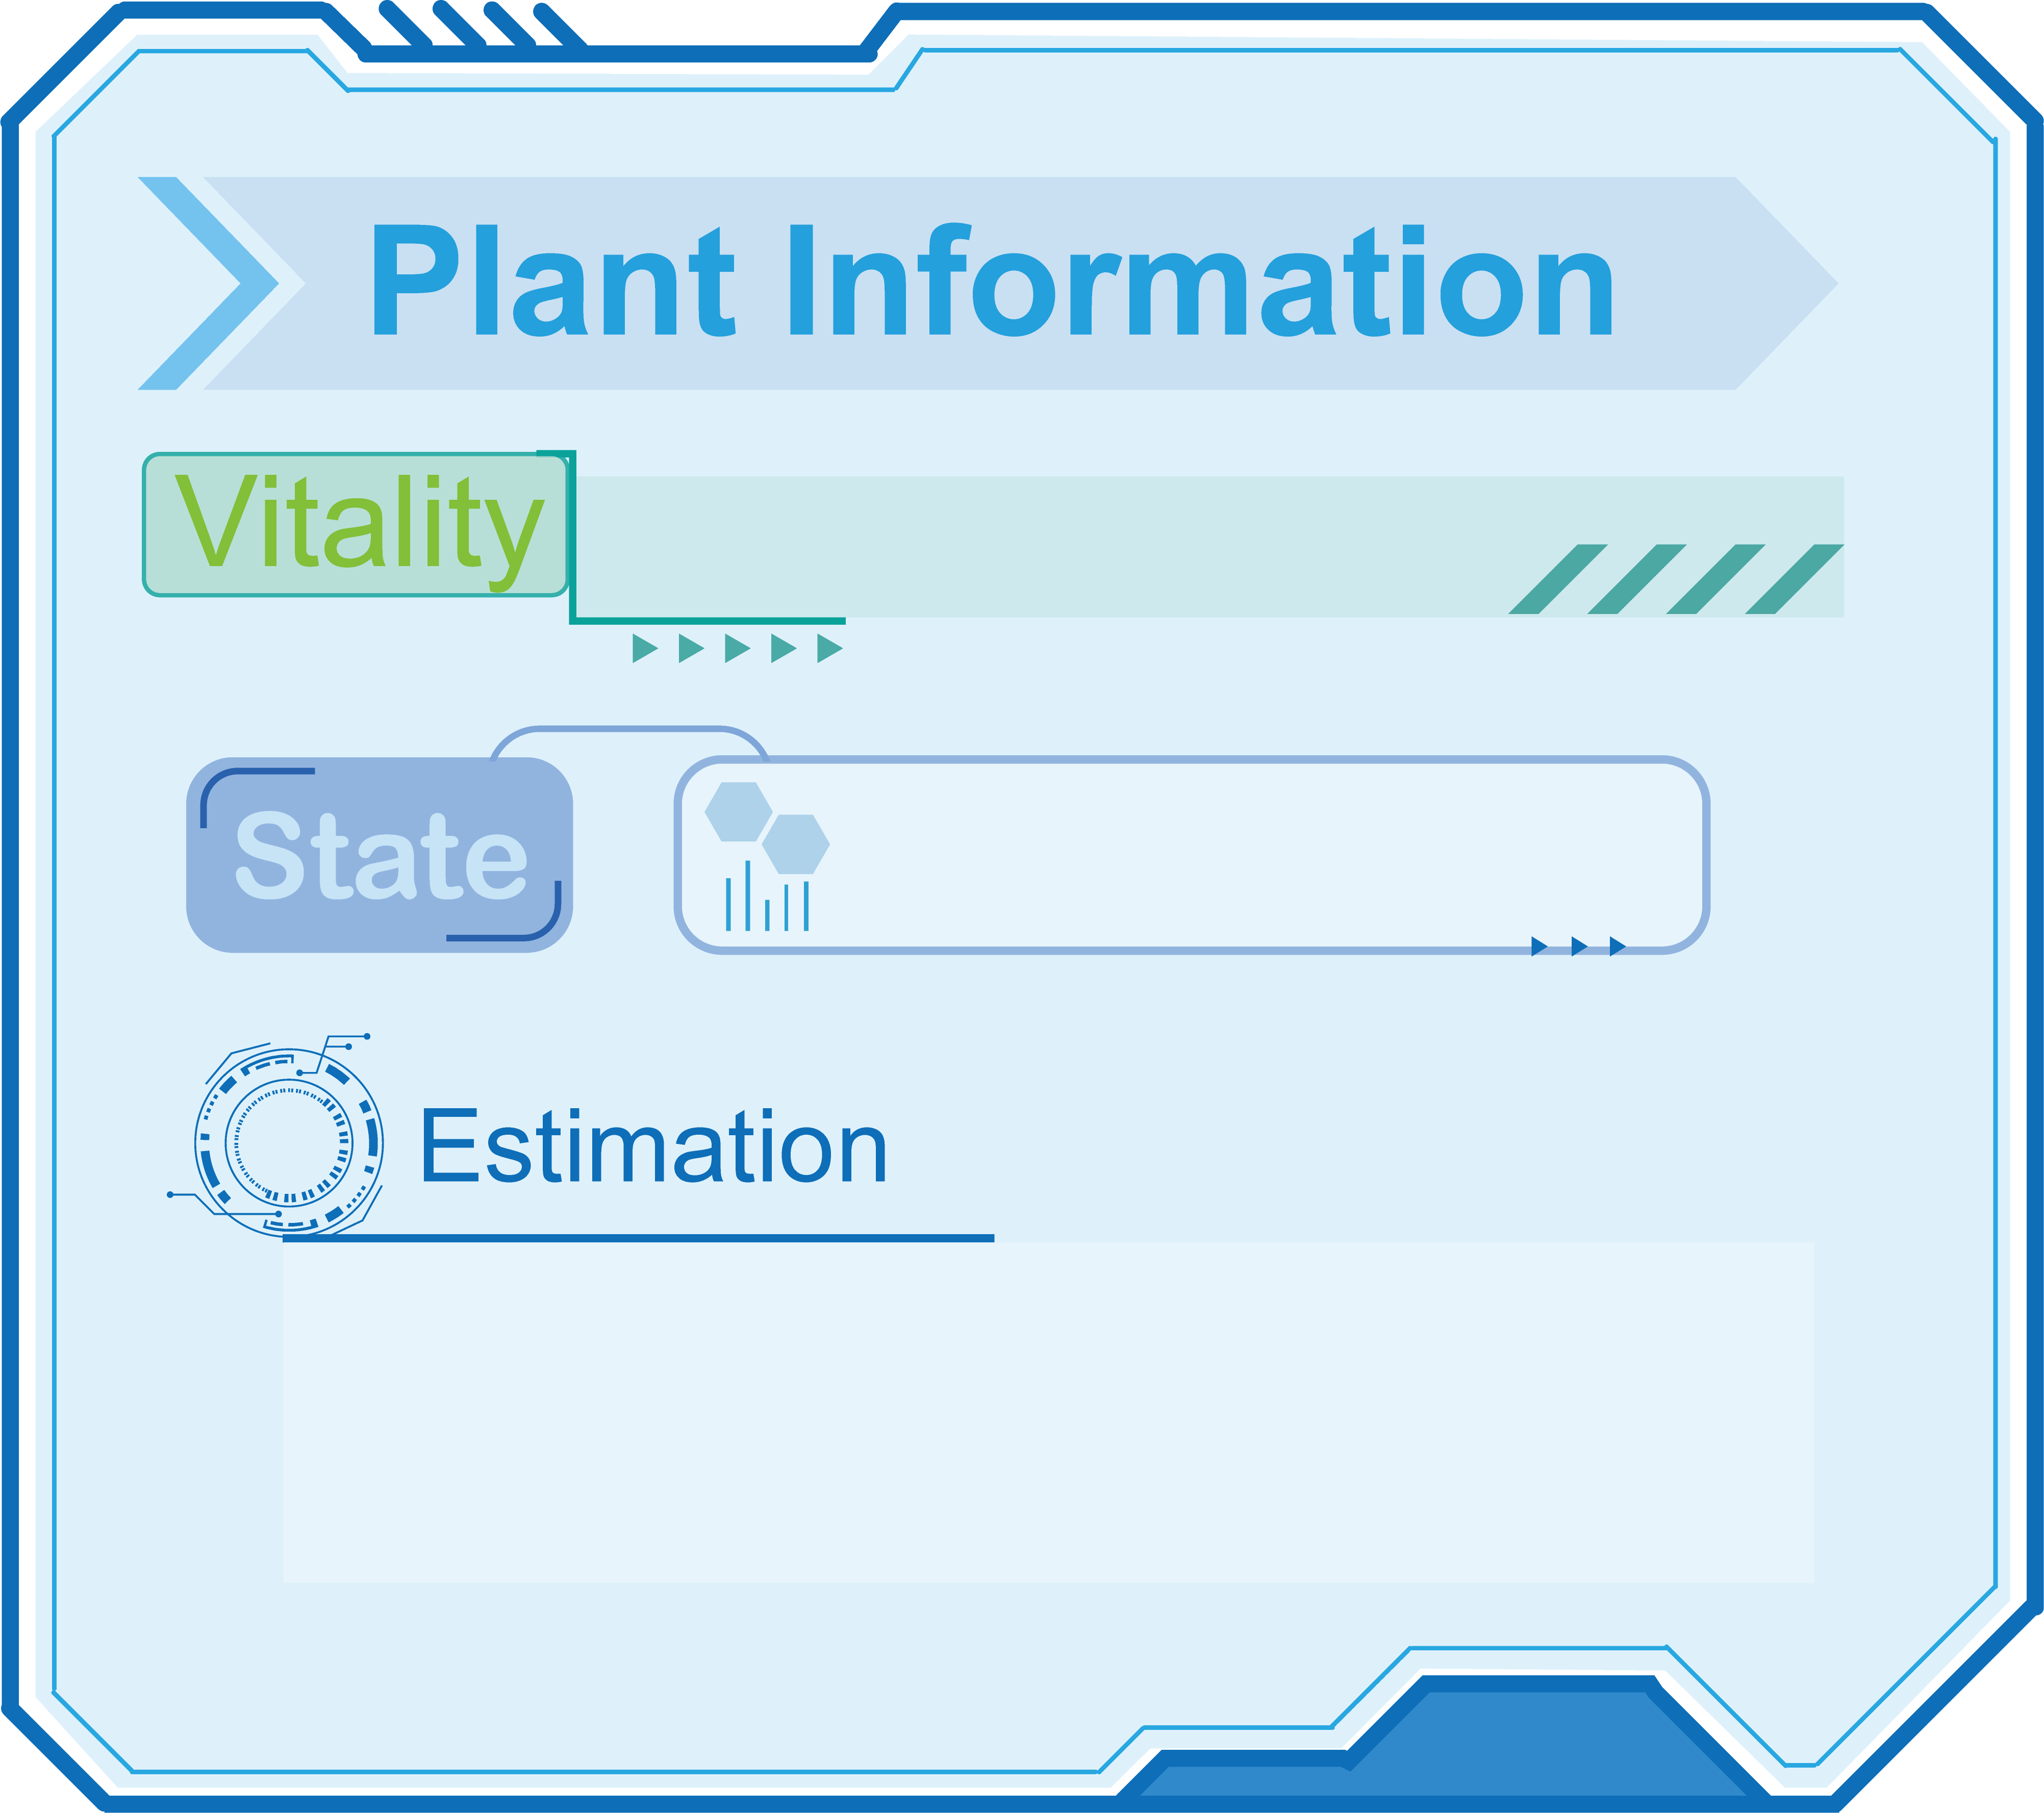 Plant Information
Vitality
State
Estimation